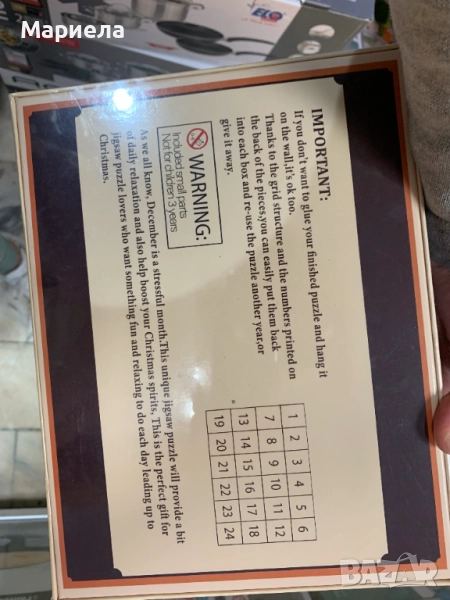 Мариела
ELO
IMPORTANT:
If you don't want to glue your finished puzzle and hang it
on the wall,it's ok too.
Thanks to the grid structure and the numbers printed on
the back of the pieces,you can easily put them back
into each box and re-use the puzzle another year,or
give it away.
WARNING:
Included small parts
Not for children 3 years
1 2 3 4 5 6
7 8 9 10 11 12
13 14 15 16 17 18
19 20 21 22 23 24
As we all know, December is a stressful month.This unique jigsaw puzzle will provide a bit
of daily relaxation and also help boost your Christmas spirits, This is the perfect gift for
jigsaw puzzle lovers who want something fun and relaxing to do each day leading up to
Christmas.
BAZAR